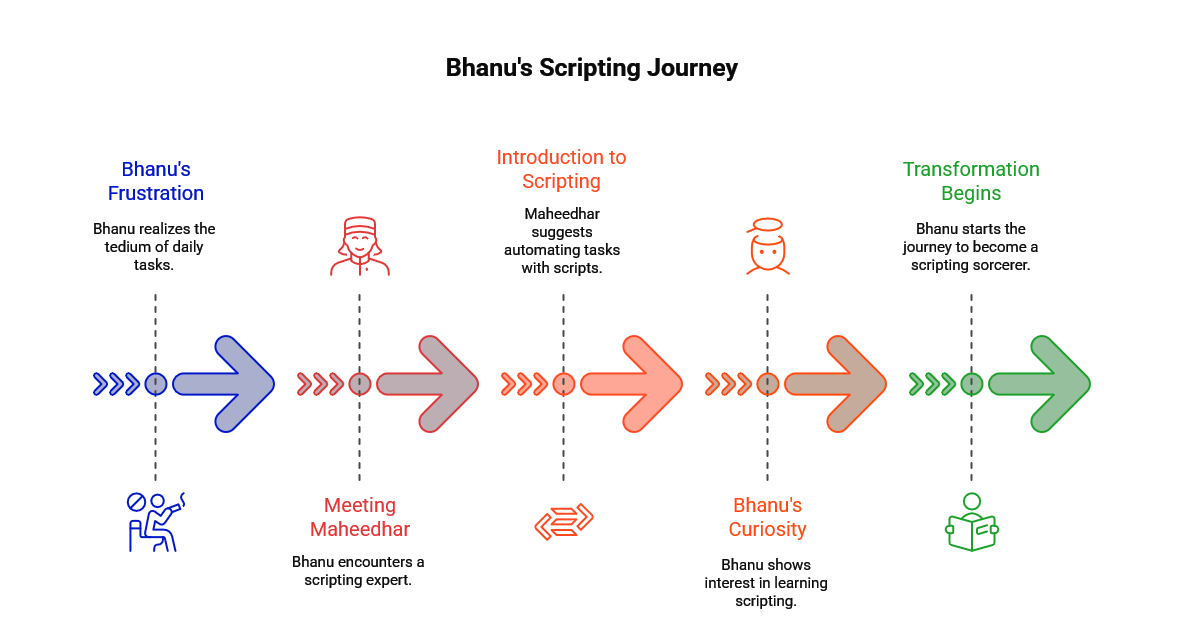 Bhanu's Scripting Journey
Bhanu's
Frustration
Bhanu realizes the
tedium of daily
tasks.
Meeting
Maheedhar
Bhanu encounters a
scripting expert.
Introduction to
Scripting
Maheedhar
suggests
automating tasks
with scripts.
Bhanu's
Curiosity
Bhanu shows
interest in learning
scripting.
Transformation
Begins
Bhanu starts the
journey to become a
scripting sorcerer.